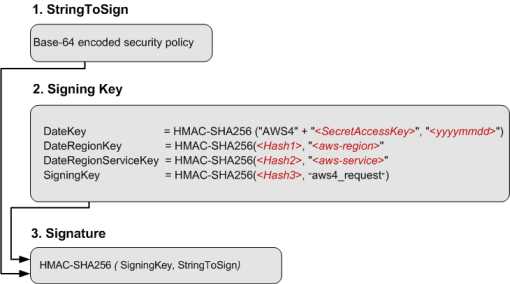 1. StringToSign
Base-64 encoded security policy
2. Signing Key
DateKey = HMAC-SHA256 ("AWS4" + "<SecretAccessKey>", "<yyyymmdd>")
DateRegionKey = HMAC-SHA256(<Hash1>, "<aws-region>"
DateRegionServiceKey = HMAC-SHA256(<Hash2>, "<aws-service>"
SigningKey = HMAC-SHA256(<Hash3>, "aws4_request")
3. Signature
HMAC-SHA256 ( SigningKey, StringToSign)